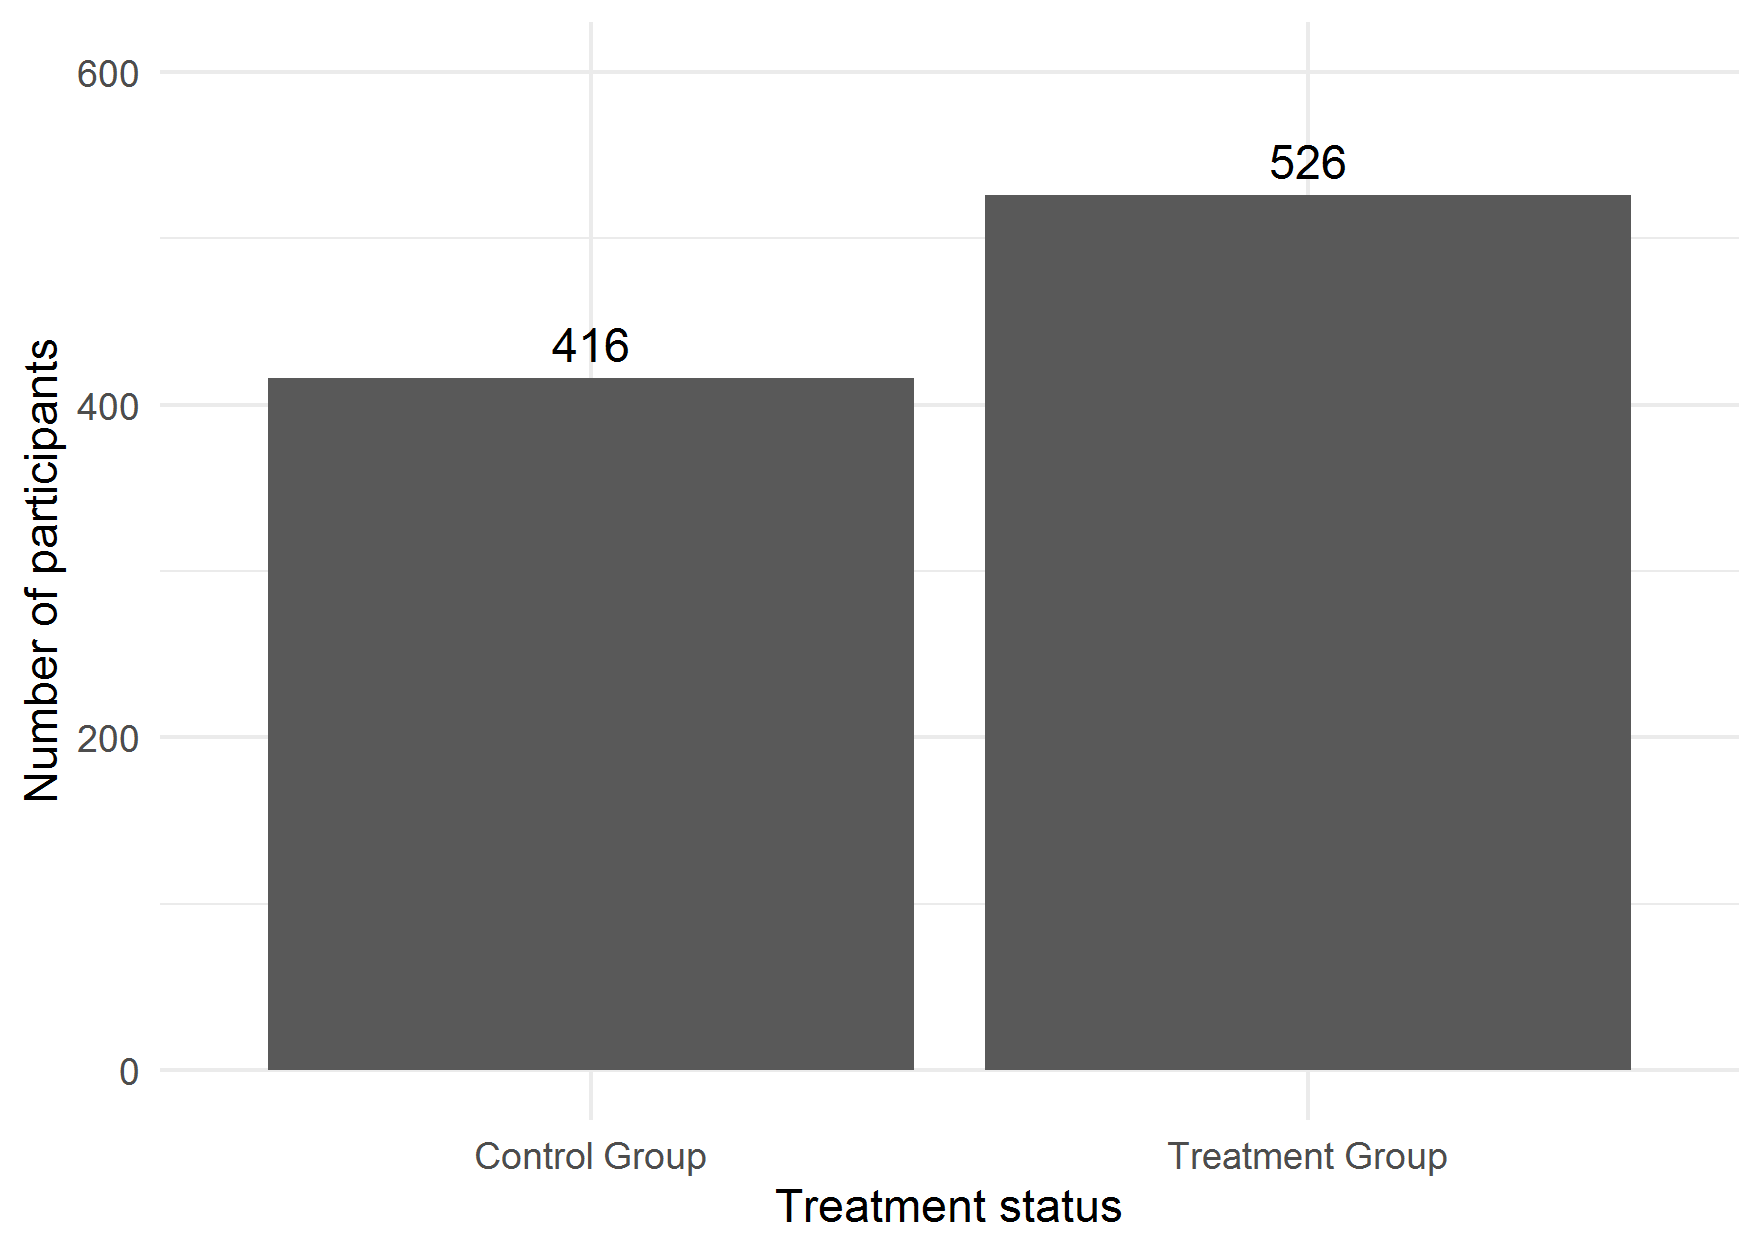 600
526
416
400
200
0
Number of participants
Control Group
Treatment Group
Treatment status